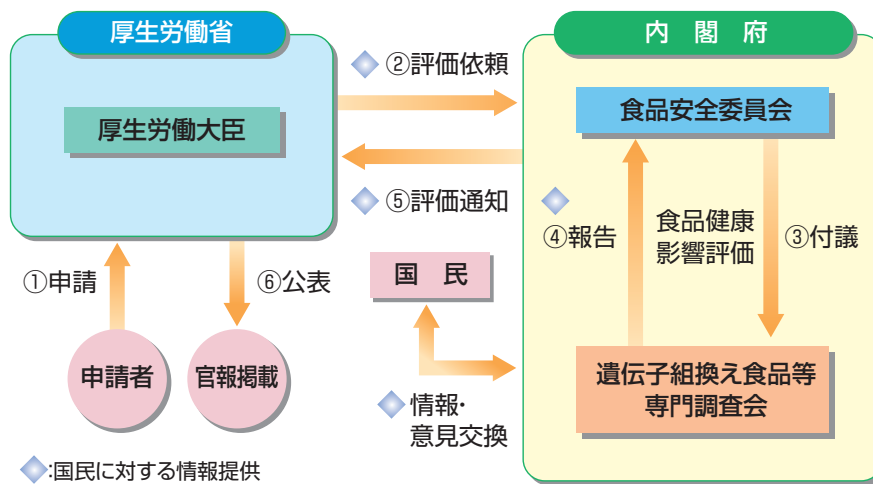 厚生労働省
内 閣 府
②評価依頼
厚生労働大臣
食品安全委員会
⑤評価通知
④報告
食品健康
影響評価
③付議
①申請
⑥公表
国 民
申請者
官報掲載
遺伝子組換え食品等
専門調査会
情報・
意見交換
:国民に対する情報提供